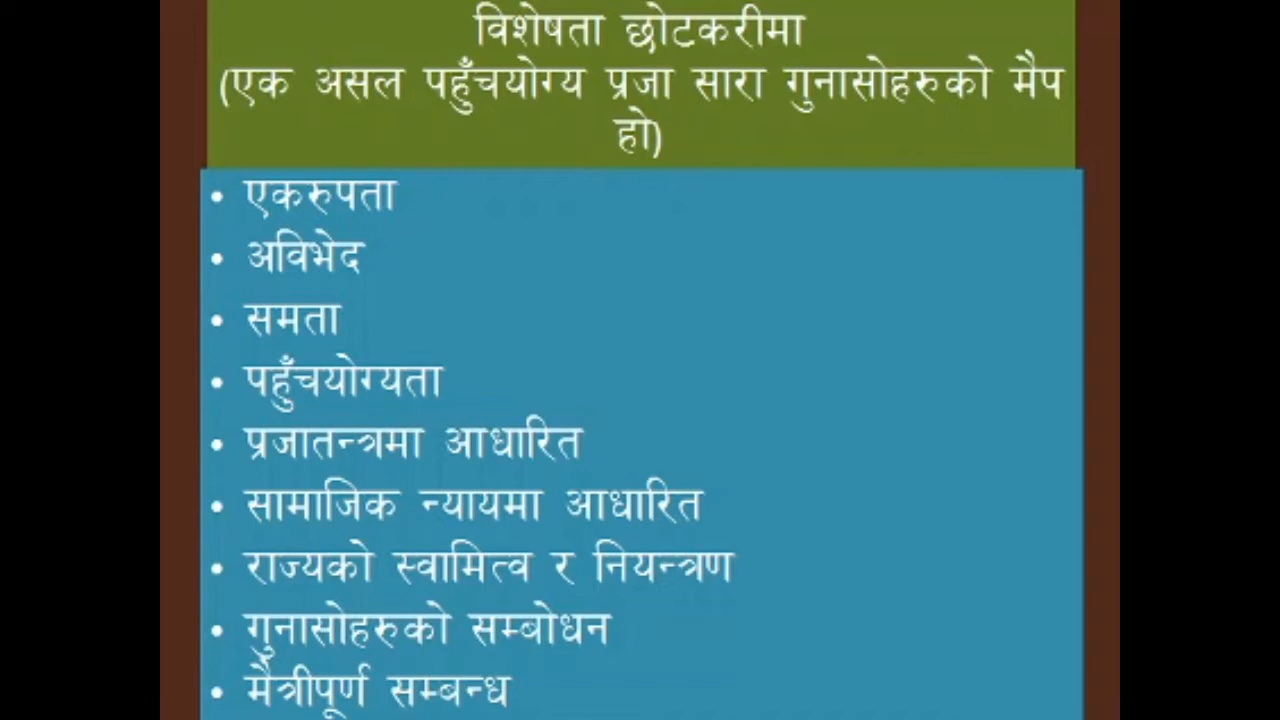 विशेषता छोटकरीमा
(एक असल पहुँचयोग्य प्रजा सारा गुनासोहरुको मैप
हो)
• एकरुपता
• अविभेद
• समता
• पहुँचयोग्यता
• प्रजातन्त्रमा आधारित
• सामाजिक न्यायमा आधारित
• राज्यको स्वामित्व र नियन्त्रण
• गुनासोहरुको सम्बोधन
• मैत्रीपूर्ण सम्बन्ध